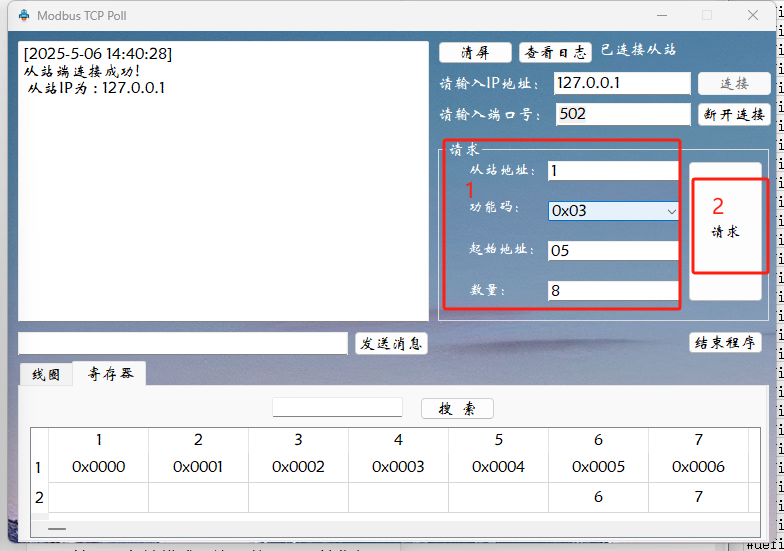 Modbus TCP Poll
[2025-5-06 14:40:28]
从站端连接成功!
从站IP为 : 127.0.0.1
清屏 查看日志 已连接从站
请输入IP地址: 127.0.0.1 连接
请输入端口号: 502 断开连接
请求
从站地址: 1
1
功能码: 0x03
起始地址: 05
数量: 8
2
请求
发送消息 结束程序
线圈 寄存器
搜 索
1 2 3 4 5 6 7
1 0x0000 0x0001 0x0002 0x0003 0x0004 0x0005 0x0006
2 6 7